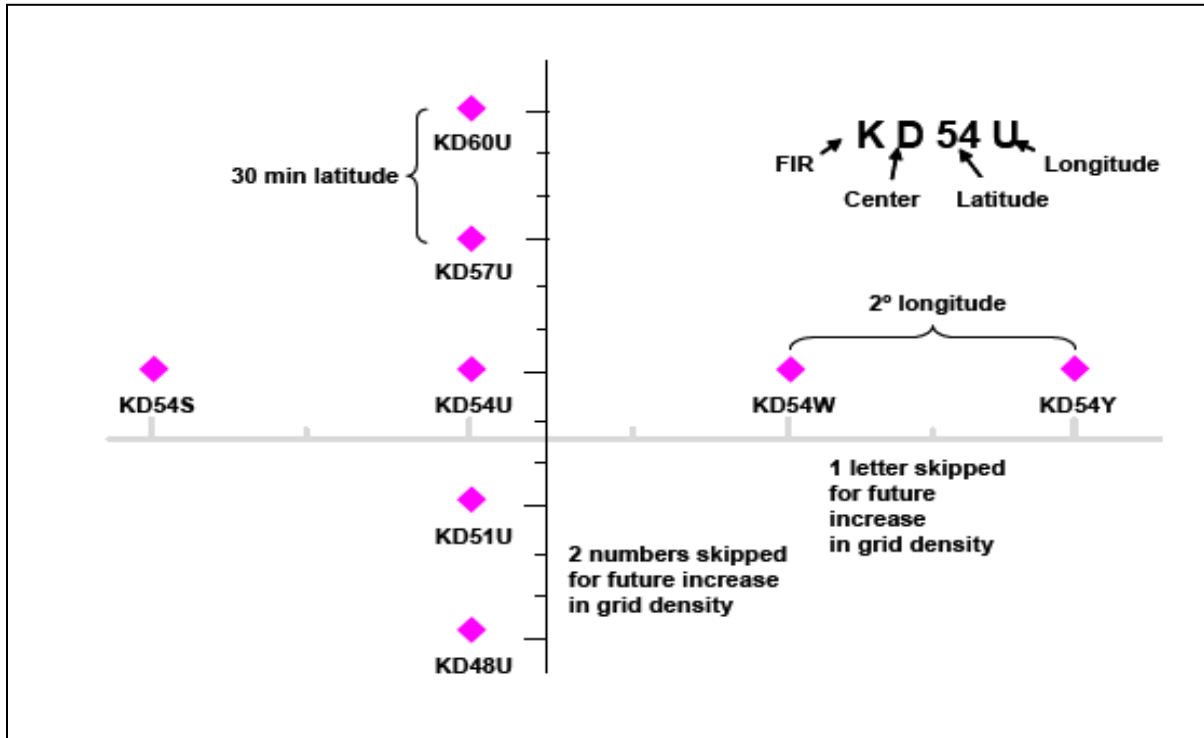 KD60U
30 min latitude
KD57U
K D 54 U
FIR
Longitude
Center
Latitude
2º longitude
KD54S
KD54U
KD54W
KD54Y
1 letter skipped
for future
increase
in grid density
KD51U
2 numbers skipped
for future increase
in grid density
KD48U